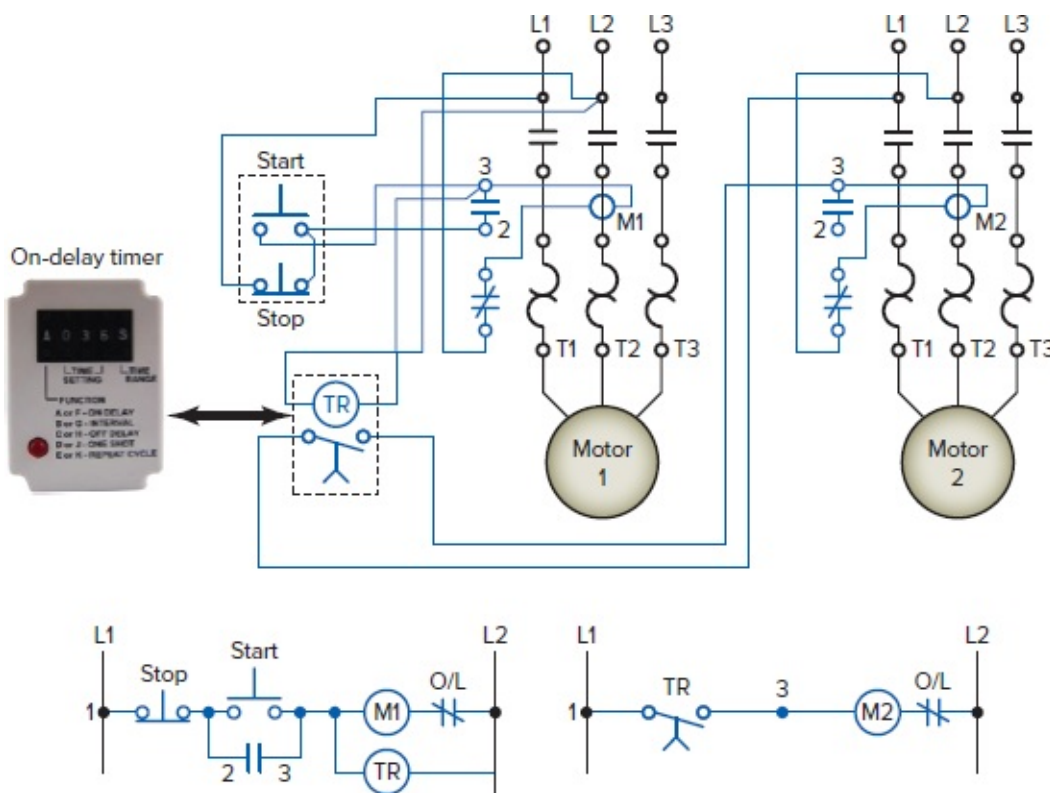 L1 L2 L3
L1 L2 L3
Start
3
2
M1
3
2
M2
On-delay timer
Stop
A 0 3 6 S
TIME SETTING
TIME RANGE
FUNCTION
A or F - ON DELAY
B or G - INTERVAL
C or H - OFF DELAY
D or J - ONE SHOT
E or K - REPEAT CYCLE
T1 T2 T3
T1 T2 T3
TR
Motor 1
Motor 2
L1
L2
Stop
Start
O/L
1
M1
2 3
TR
L1
L2
TR
3
O/L
1
M2